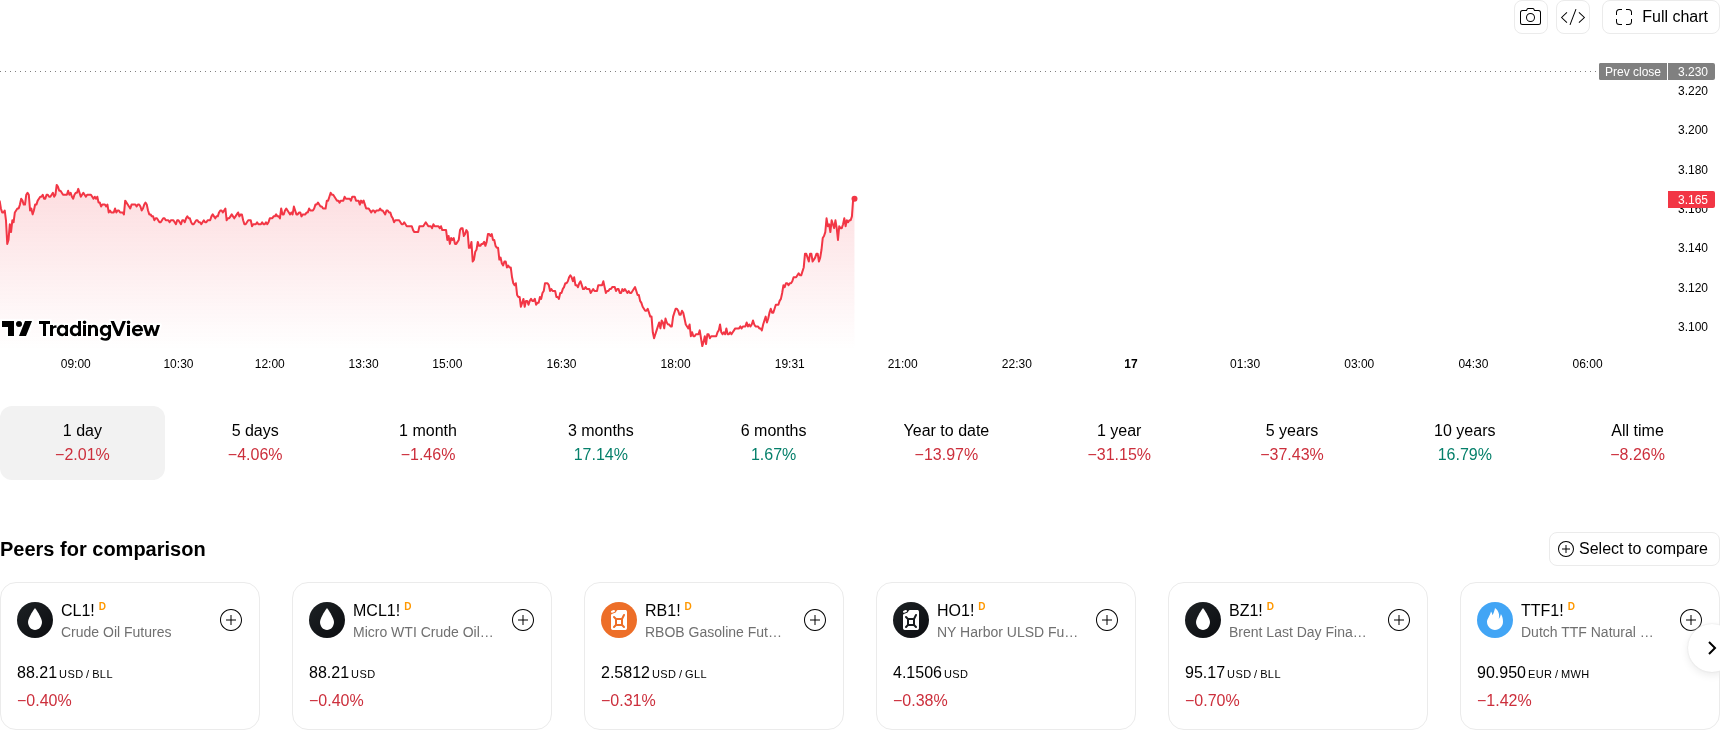 Full chart
Prev close 3.230
3.220
3.200
3.180
3.165
3.160
3.140
3.120
3.100
TradingView
09:00 10:30 12:00 13:30 15:00 16:30 18:00 19:31 21:00 22:30 17 01:30 03:00 04:30 06:00
1 day 5 days 1 month 3 months 6 months Year to date 1 year 5 years 10 years All time
−2.01% −4.06% −1.46% 17.14% 1.67% −13.97% −31.15% −37.43% 16.79% −8.26%
Peers for comparison
Select to compare
CL1! D
Crude Oil Futures
88.21 USD / BLL
−0.40%
MCL1! D
Micro WTI Crude Oil…
88.21 USD
−0.40%
RB1! D
RBOB Gasoline Fut…
2.5812 USD / GLL
−0.31%
HO1! D
NY Harbor ULSD Fu…
4.1506 USD
−0.38%
BZ1! D
Brent Last Day Fina…
95.17 USD / BLL
−0.70%
TTF1! D
Dutch TTF Natural …
90.950 EUR / MWH
−1.42%